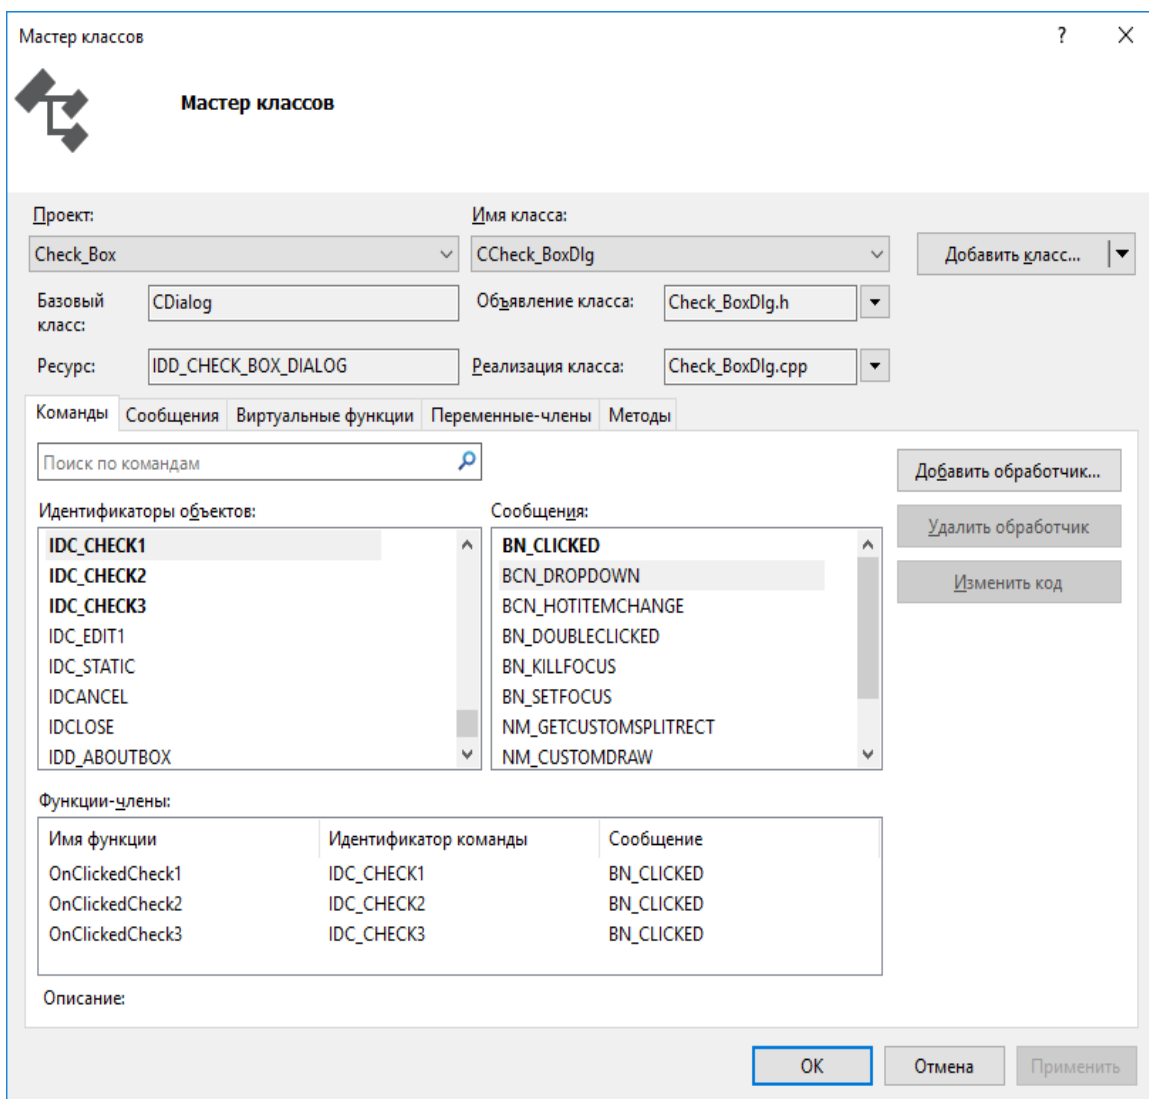 Мастер классов
?
Мастер классов
Проект:
Имя класса:
Check_Box
CCheck_BoxDlg
Добавить класс...
Базовый класс:
CDialog
Объявление класса:
Check_BoxDlg.h
Ресурс:
IDD_CHECK_BOX_DIALOG
Реализация класса:
Check_BoxDlg.cpp
Команды
Сообщения
Виртуальные функции
Переменные-члены
Методы
Поиск по командам
Добавить обработчик...
Удалить обработчик
Изменить код
Идентификаторы объектов:
IDC_CHECK1
IDC_CHECK2
IDC_CHECK3
IDC_EDIT1
IDC_STATIC
IDCANCEL
IDCLOSE
IDD_ABOUTBOX
Сообщения:
BN_CLICKED
BCN_DROPDOWN
BCN_HOTITEMCHANGE
BN_DOUBLECLICKED
BN_KILLFOCUS
BN_SETFOCUS
NM_GETCUSTOMSPLITRECT
NM_CUSTOMDRAW
Функции-члены:
Имя функции Идентификатор команды Сообщение
OnClickedCheck1 IDC_CHECK1 BN_CLICKED
OnClickedCheck2 IDC_CHECK2 BN_CLICKED
OnClickedCheck3 IDC_CHECK3 BN_CLICKED
Описание:
OK
Отмена
Применить